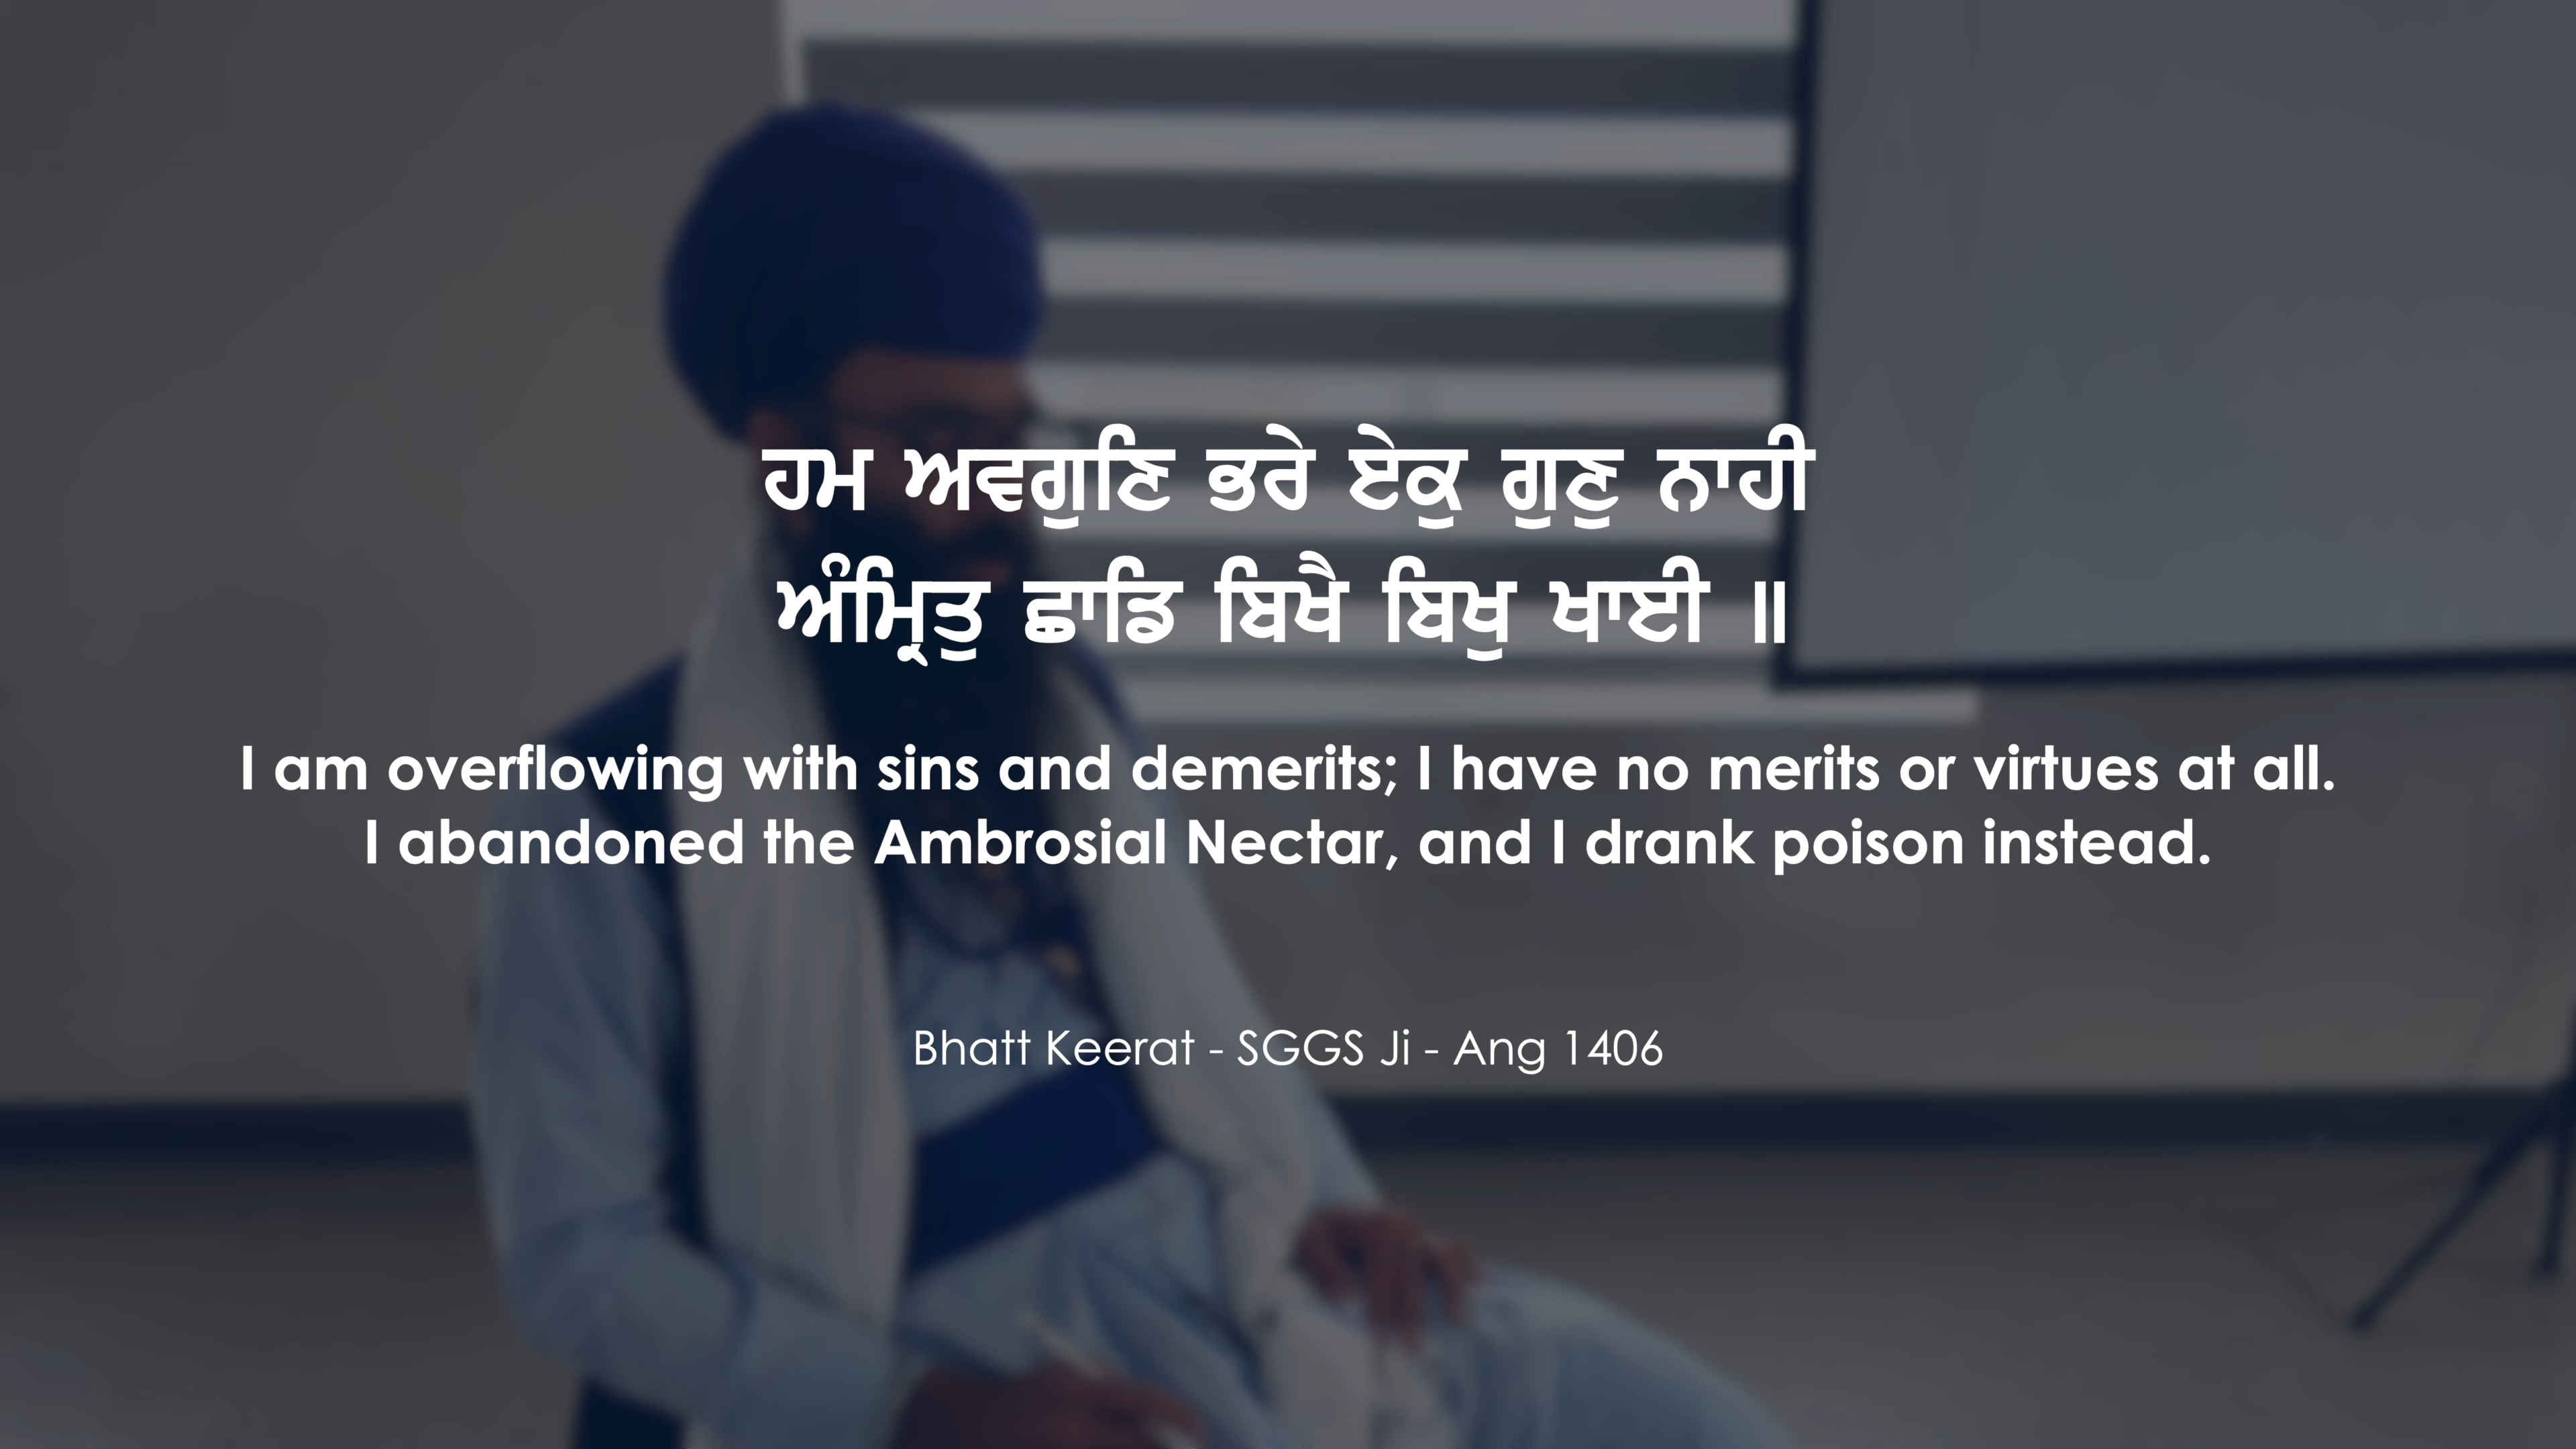 ਹਮ ਅਵਗੁਣਿ ਭਰੇ ਏਕੁ ਗੁਣੁ ਨਾਹੀ
ਅੰਮ੍ਰਿਤੁ ਛਾਡਿ ਬਿਖੈ ਬਿਖੁ ਖਾਈ ॥
I am overflowing with sins and demerits; I have no merits or virtues at all.
I abandoned the Ambrosial Nectar, and I drank poison instead.
Bhatt Keerat - SGGS Ji - Ang 1406